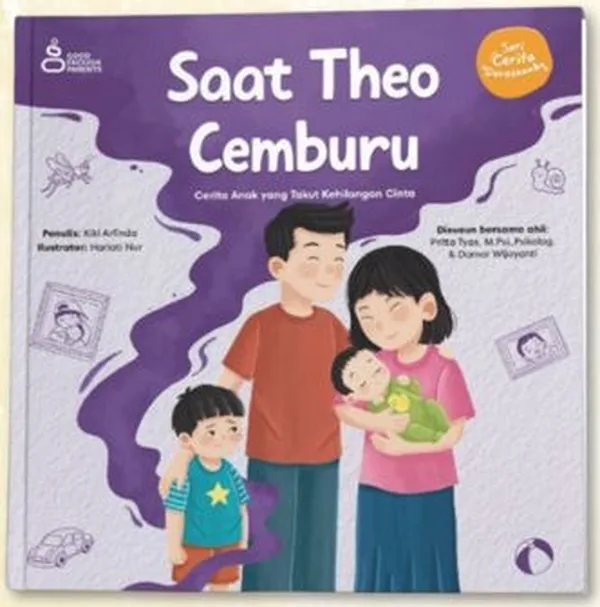 GOOD
ENOUGH
PARENTS
Seri
Cerita
Perasaanku
Saat Theo
Cemburu
Cerita Anak yang Takut Kehilangan Cinta
Penulis: Kiki Arfinda
Ilustrator: Hariati Nur
Disusun bersama ahli:
Pritta Tyas, M.Psi.,Psikolog.
& Damar Wijayanti